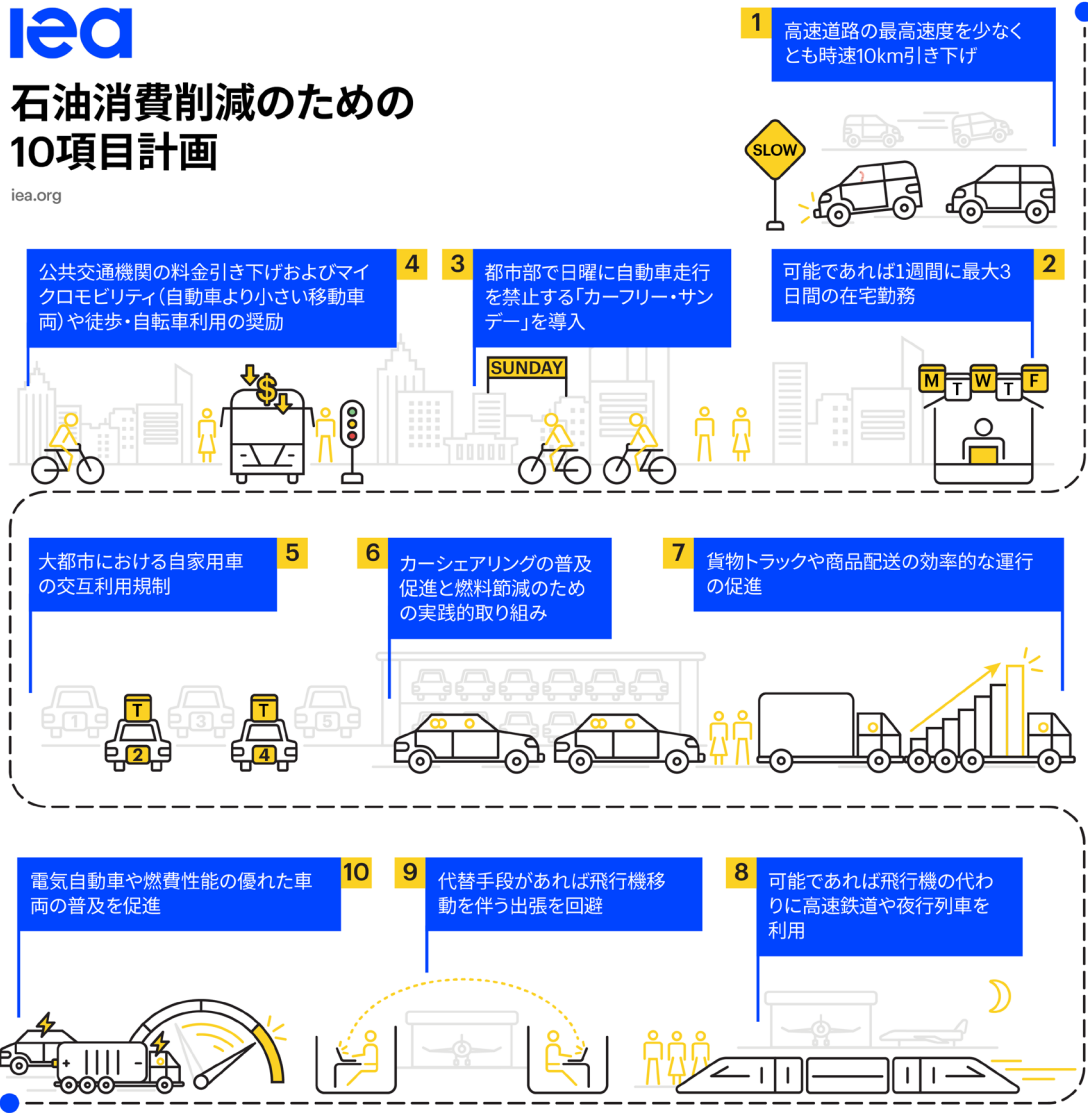 iea
石油消費削減のための
10項目計画
iea.org
1
高速道路の最高速度を少なく
とも時速10km引き下げ
SLOW
2
可能であれば1週間に最大3
日間の在宅勤務
M T W T F
3
都市部で日曜に自動車走行
を禁止する「カーフリー・サン
デー」を導入
SUNDAY
4
公共交通機関の料金引き下げおよびマイ
クロモビリティ(自動車より小さい移動車
両)や徒歩・自転車利用の奨励
$
5
大都市における自家用車
の交互利用規制
T T
1 2 3 4 5
6
カーシェアリングの普及
促進と燃料節減のため
の実践的取り組み
7
貨物トラックや商品配送の効率的な運行
の促進
8
可能であれば飛行機の代わ
りに高速鉄道や夜行列車を
利用
9
代替手段があれば飛行機移
動を伴う出張を回避
10
電気自動車や燃費性能の優れた車
両の普及を促進